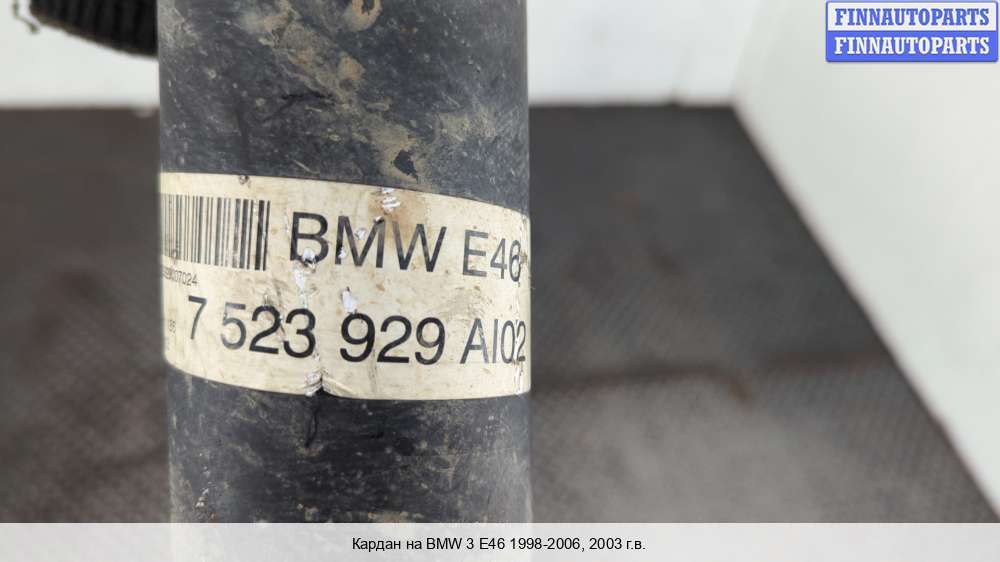 FINNAUTOPARTS
FINNAUTOPARTS
BMW E46
7 523 929 AI02
Кардан на BMW 3 E46 1998-2006, 2003 г.в.